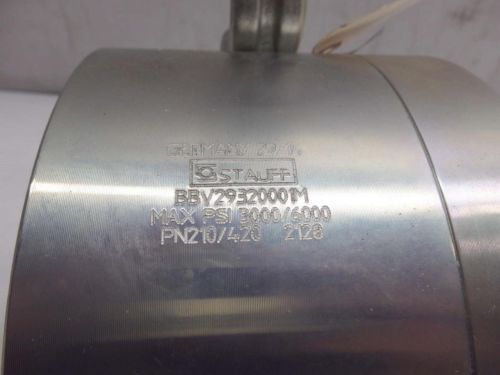 GERMANY
STAUFF
BBV29320001M
MAX PSI 3000/6000
PN210/420 2128